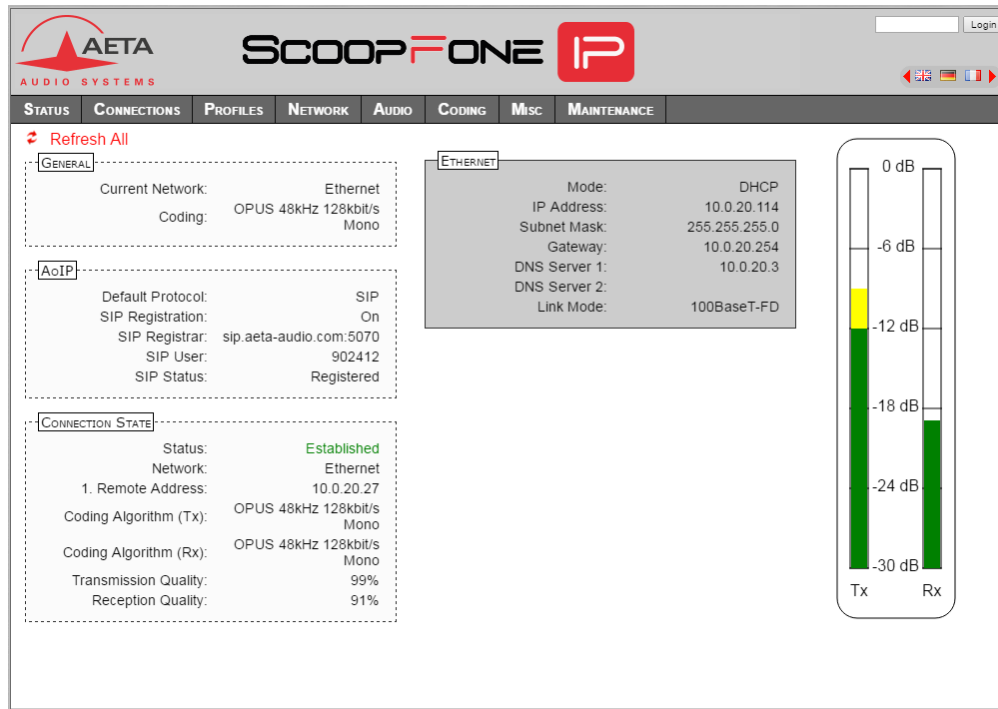 AETA
AUDIO SYSTEMS
SCOOPFONE IP
Login
STATUS CONNECTIONS PROFILES NETWORK AUDIO CODING MISC MAINTENANCE
Refresh All
GENERAL
Current Network: Ethernet
Coding: OPUS 48kHz 128kbit/s
Mono
AoIP
Default Protocol: SIP
SIP Registration: On
SIP Registrar: sip.aeta-audio.com:5070
SIP User: 902412
SIP Status: Registered
CONNECTION STATE
Status: Established
Network: Ethernet
1. Remote Address: 10.0.20.27
Coding Algorithm (Tx): OPUS 48kHz 128kbit/s
Mono
Coding Algorithm (Rx): OPUS 48kHz 128kbit/s
Mono
Transmission Quality: 99%
Reception Quality: 91%
ETHERNET
Mode: DHCP
IP Address: 10.0.20.114
Subnet Mask: 255.255.255.0
Gateway: 10.0.20.254
DNS Server 1: 10.0.20.3
DNS Server 2:
Link Mode: 100BaseT-FD
0 dB
-6 dB
-12 dB
-18 dB
-24 dB
-30 dB
Tx Rx